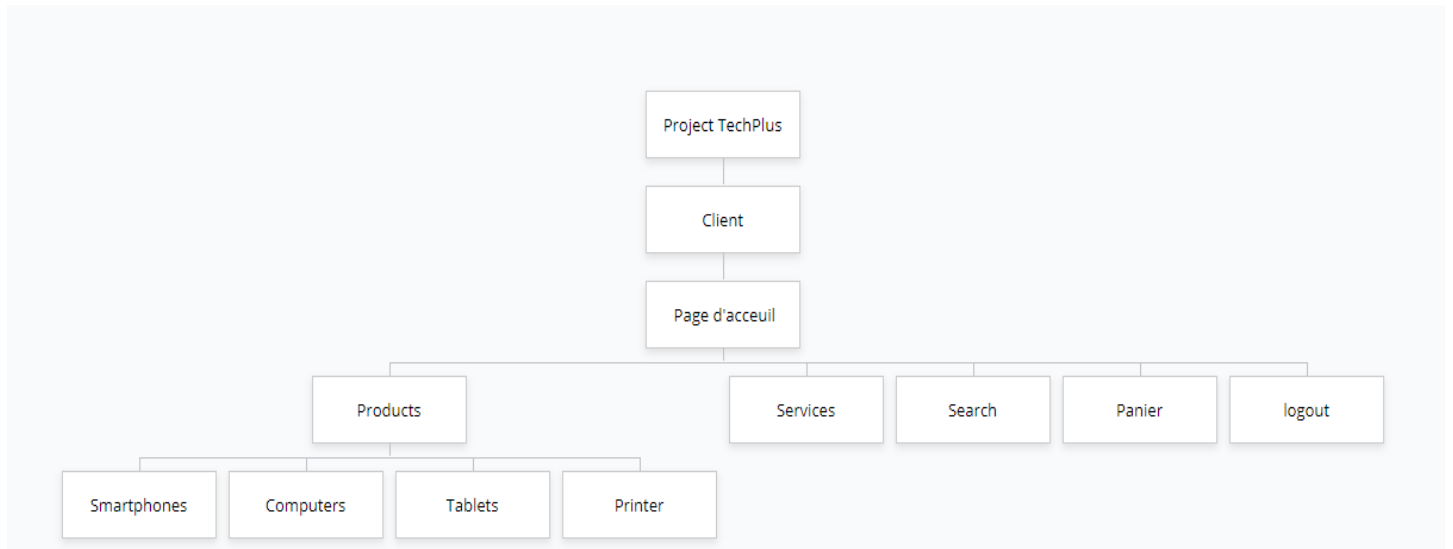 Project TechPlus
Client
Page d'acceuil
Products
Services
Search
Panier
logout
Smartphones
Computers
Tablets
Printer